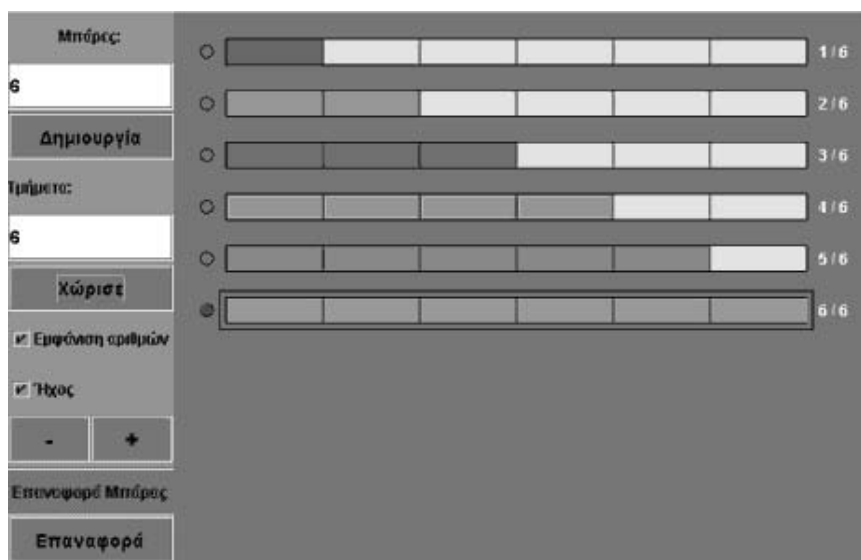 Μπάρες:
6
Δημιουργία
Τμήματα:
6
Χώρισε
Εμφάνιση αριθμών
Ήχος
- +
Επαναφορά Μπάρας
Επαναφορά
1/6
2/6
3/6
4/6
5/6
6/6